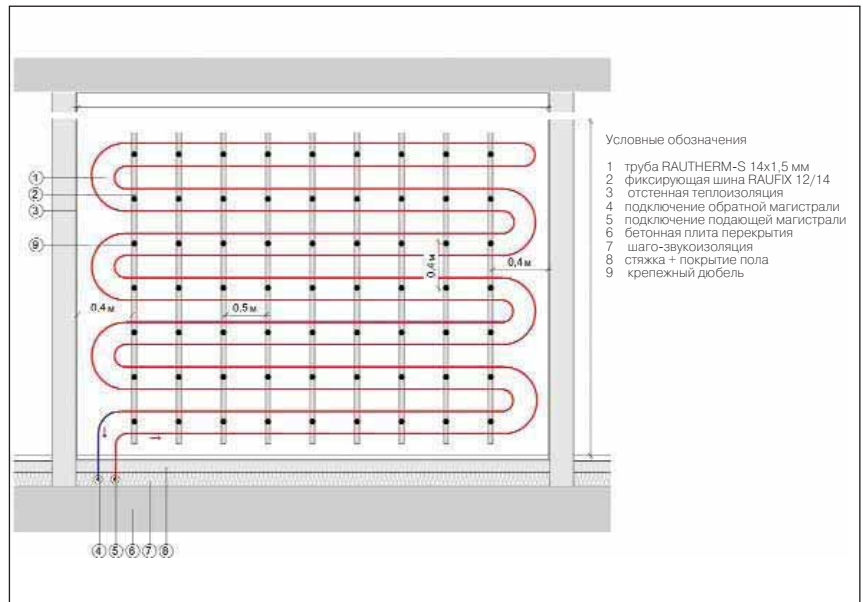 Условные обозначения
1 труба RAUTHERM-S 14x1,5 мм
2 фиксирующая шина RAUFIX 12/14
3 отстенная теплоизоляция
4 подключение обратной магистрали
5 подключение подающей магистрали
6 бетонная плита перекрытия
7 шаго-звукоизоляция
8 стяжка + покрытие пола
9 крепежный дюбель
1
2
3
9
0,4 м
0,4 м
0,4 м
0,5 м
4 5 6 7 8